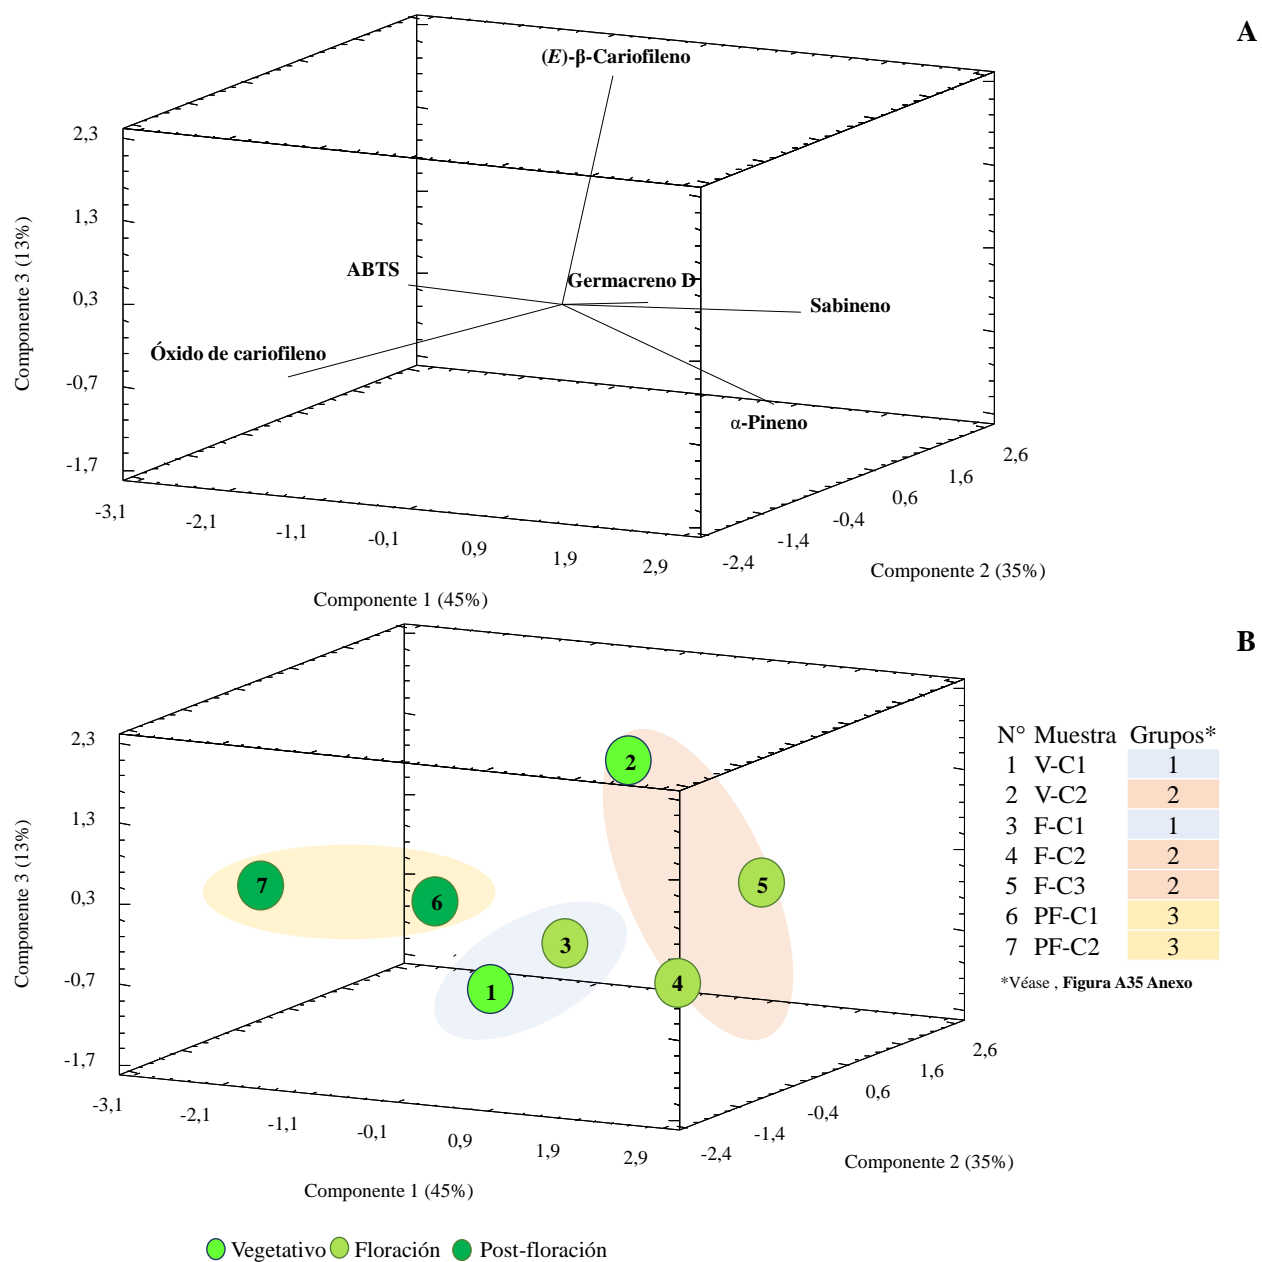 A
(E)-β-Cariofileno
2,3
1,3
0,3
-0,7
-1,7
Componente 3 (13%)
ABTS
Germacreno D
Sabineno
Óxido de cariofileno
α-Pineno
-3,1
-2,1
-1,1
-0,1
0,9
1,9
2,9
Componente 1 (45%)
-2,4
-1,4
-0,4
0,6
1,6
2,6
Componente 2 (35%)
B
2,3
1,3
0,3
-0,7
-1,7
Componente 3 (13%)
2
7
6
5
3
4
1
-3,1
-2,1
-1,1
-0,1
0,9
1,9
2,9
Componente 1 (45%)
-2,4
-1,4
-0,4
0,6
1,6
2,6
Componente 2 (35%)
N° Muestra Grupos*
1 V-C1 1
2 V-C2 2
3 F-C1 1
4 F-C2 2
5 F-C3 2
6 PF-C1 3
7 PF-C2 3
*Véase , Figura A35 Anexo
Vegetativo Floración Post-floración